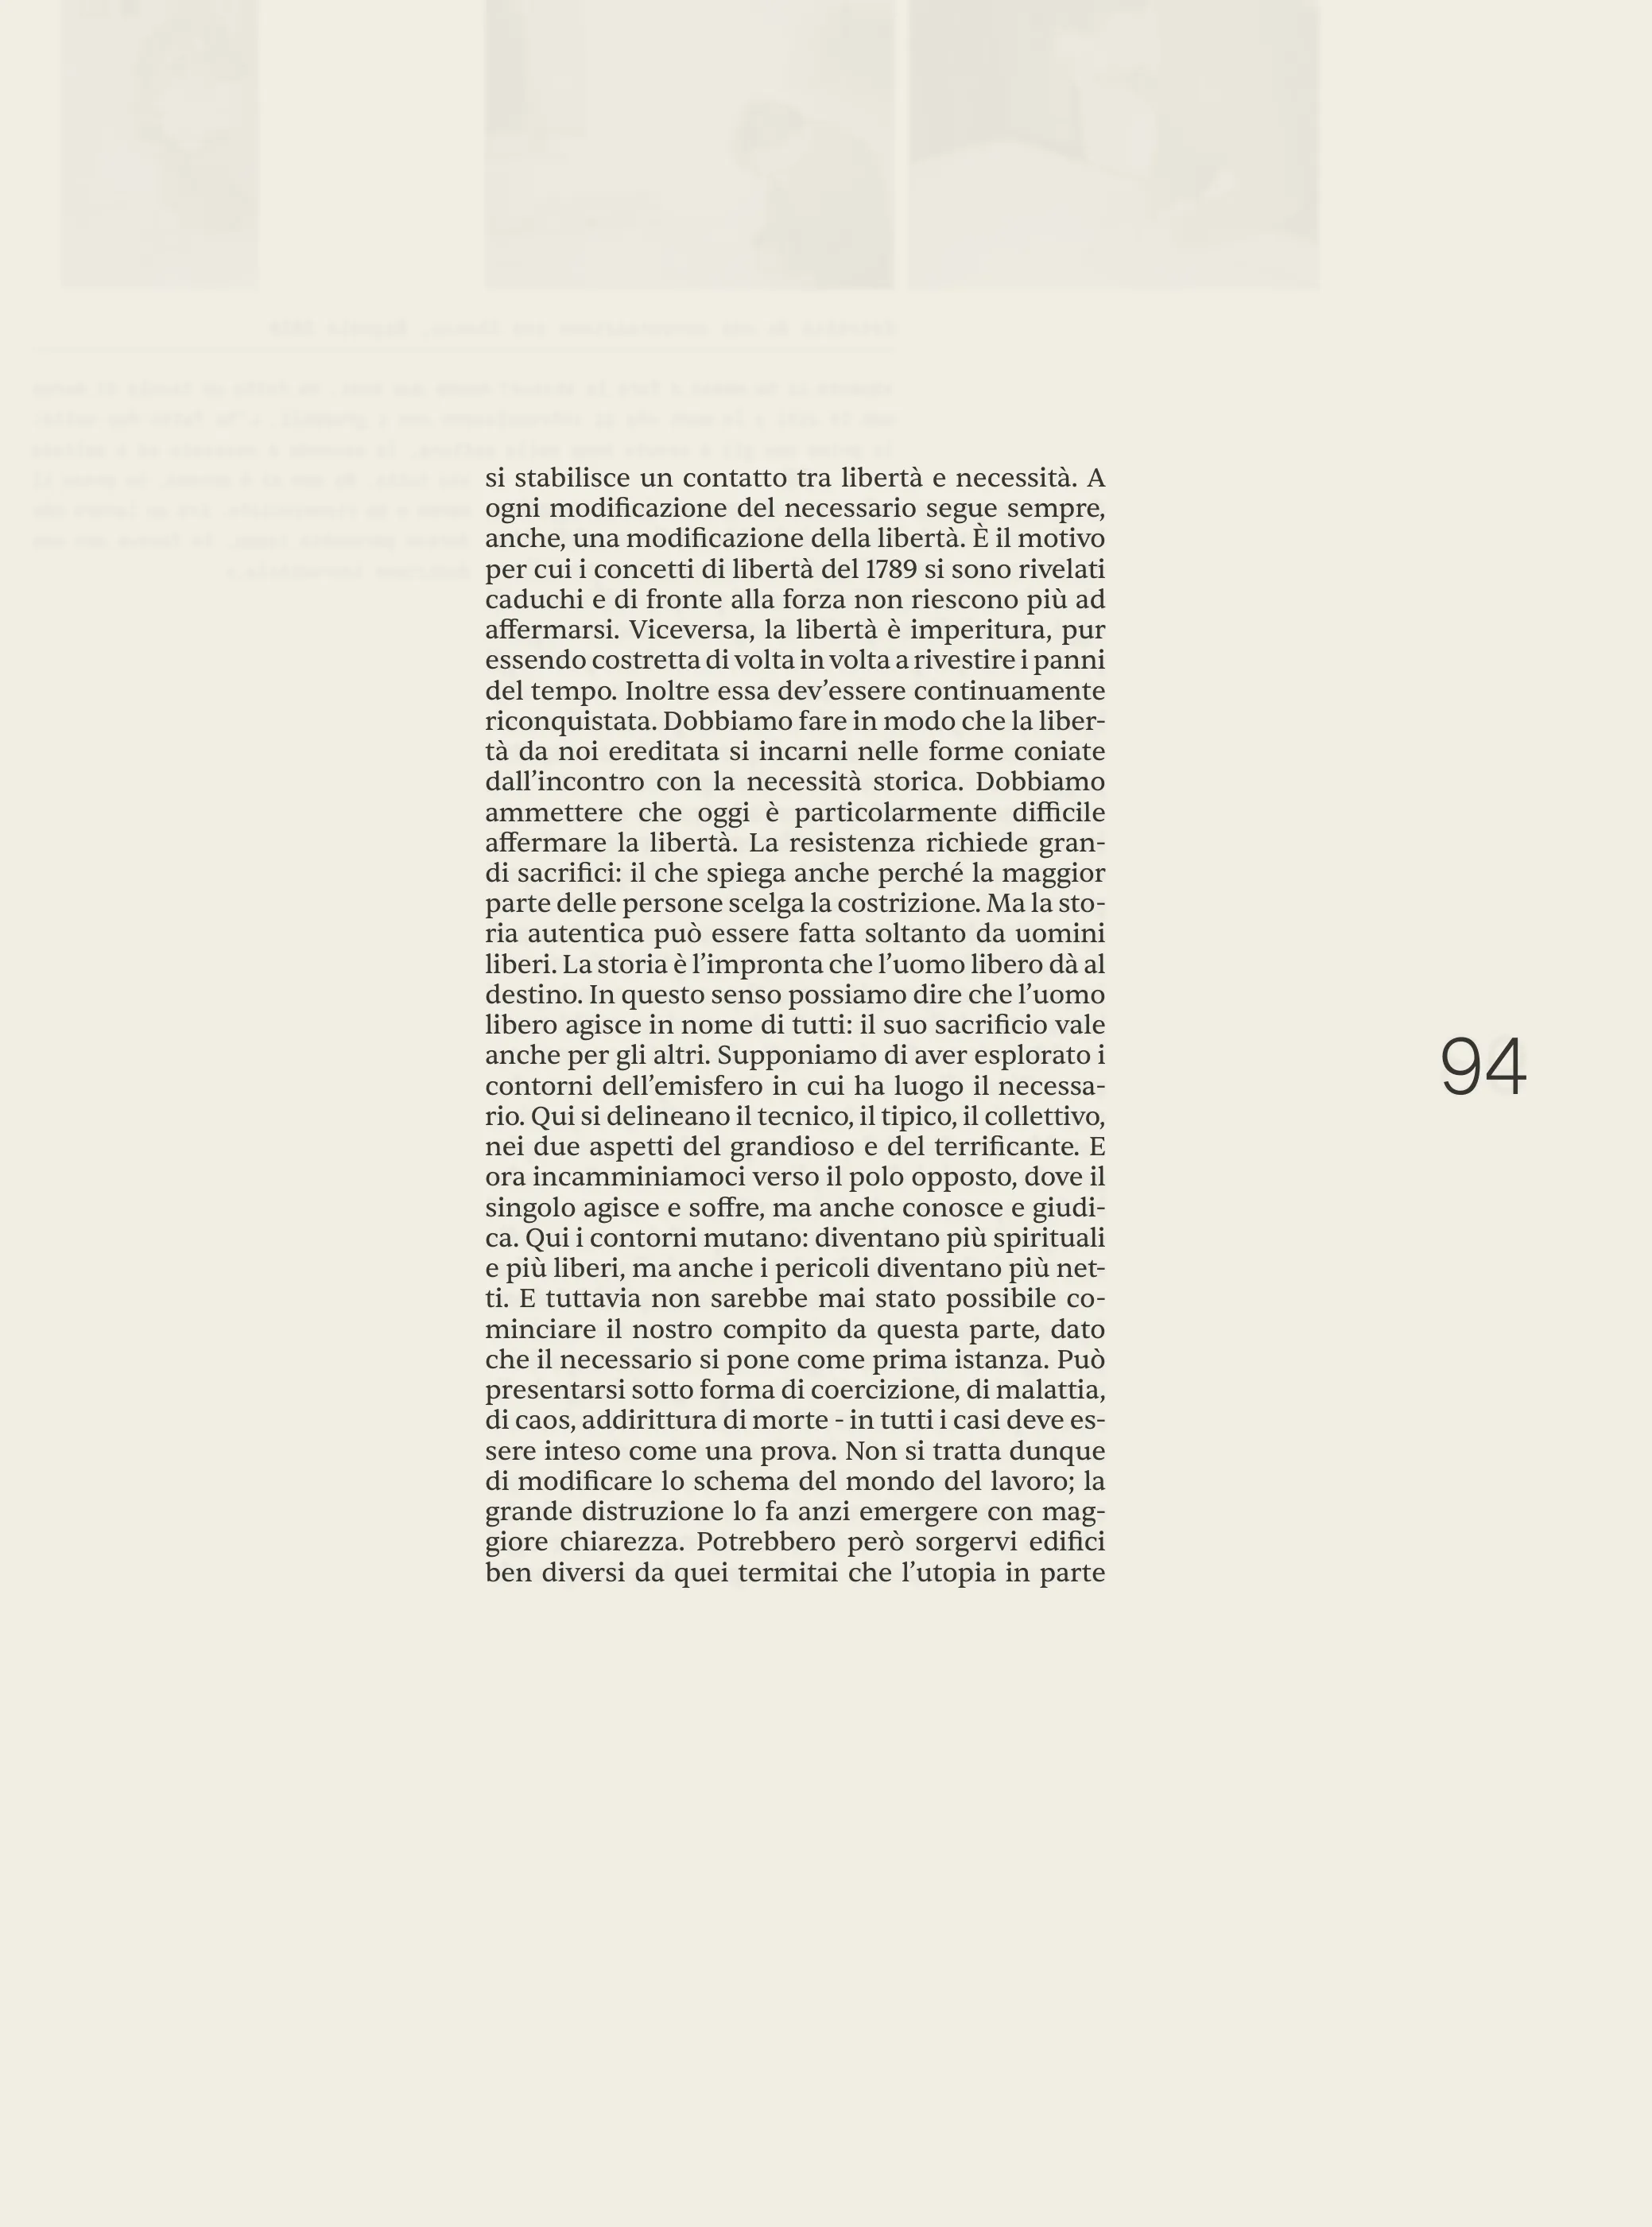 si stabilisce un contatto tra libertà e necessità. A
ogni modificazione del necessario segue sempre,
anche, una modificazione della libertà. È il motivo
per cui i concetti di libertà del 1789 si sono rivelati
caduchi e di fronte alla forza non riescono più ad
affermarsi. Viceversa, la libertà è imperitura, pur
essendo costretta di volta in volta a rivestire i panni
del tempo. Inoltre essa dev’essere continuamente
riconquistata. Dobbiamo fare in modo che la liber-
tà da noi ereditata si incarni nelle forme coniate
dall’incontro con la necessità storica. Dobbiamo
ammettere che oggi è particolarmente difficile
affermare la libertà. La resistenza richiede gran-
di sacrifici: il che spiega anche perché la maggior
parte delle persone scelga la costrizione. Ma la sto-
ria autentica può essere fatta soltanto da uomini
liberi. La storia è l’impronta che l’uomo libero dà al
destino. In questo senso possiamo dire che l’uomo
libero agisce in nome di tutti: il suo sacrificio vale
anche per gli altri. Supponiamo di aver esplorato i
contorni dell’emisfero in cui ha luogo il necessa-
rio. Qui si delineano il tecnico, il tipico, il collettivo,
nei due aspetti del grandioso e del terrificante. E
ora incamminiamoci verso il polo opposto, dove il
singolo agisce e soffre, ma anche conosce e giudi-
ca. Qui i contorni mutano: diventano più spirituali
e più liberi, ma anche i pericoli diventano più net-
ti. E tuttavia non sarebbe mai stato possibile co-
minciare il nostro compito da questa parte, dato
che il necessario si pone come prima istanza. Può
presentarsi sotto forma di coercizione, di malattia,
di caos, addirittura di morte - in tutti i casi deve es-
sere inteso come una prova. Non si tratta dunque
di modificare lo schema del mondo del lavoro; la
grande distruzione lo fa anzi emergere con mag-
giore chiarezza. Potrebbero però sorgervi edifici
ben diversi da quei termitai che l’utopia in parte
94